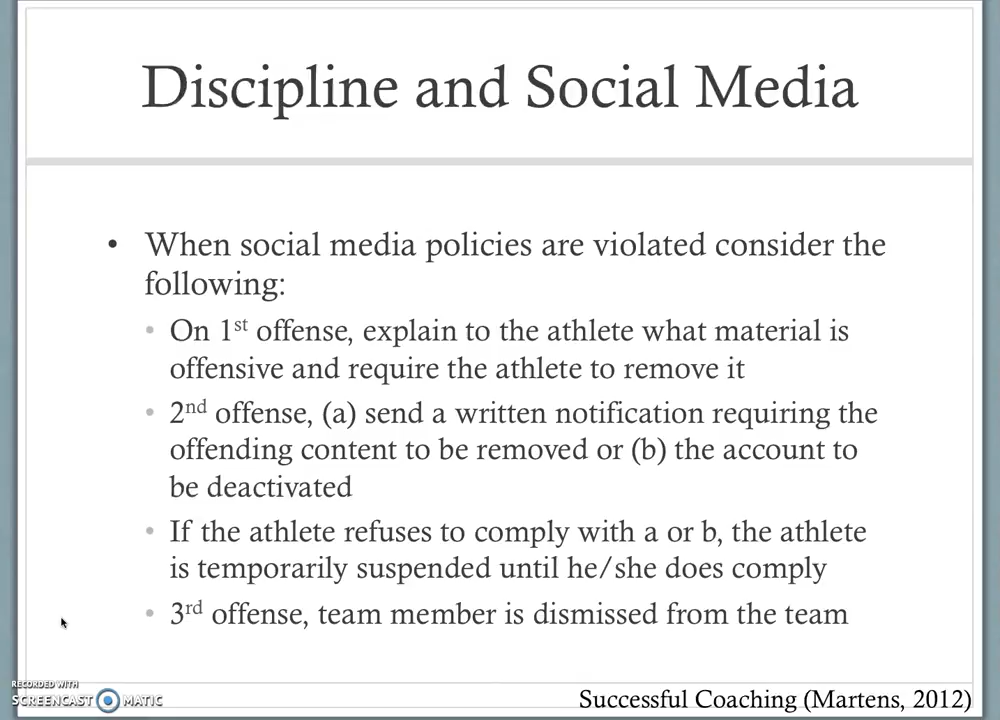 Discipline and Social Media
• When social media policies are violated consider the
following:
• On 1st offense, explain to the athlete what material is
offensive and require the athlete to remove it
• 2nd offense, (a) send a written notification requiring the
offending content to be removed or (b) the account to
be deactivated
• If the athlete refuses to comply with a or b, the athlete
is temporarily suspended until he/she does comply
• 3rd offense, team member is dismissed from the team
RECORDED WITH
SCREENCAST MATIC
Successful Coaching (Martens, 2012)